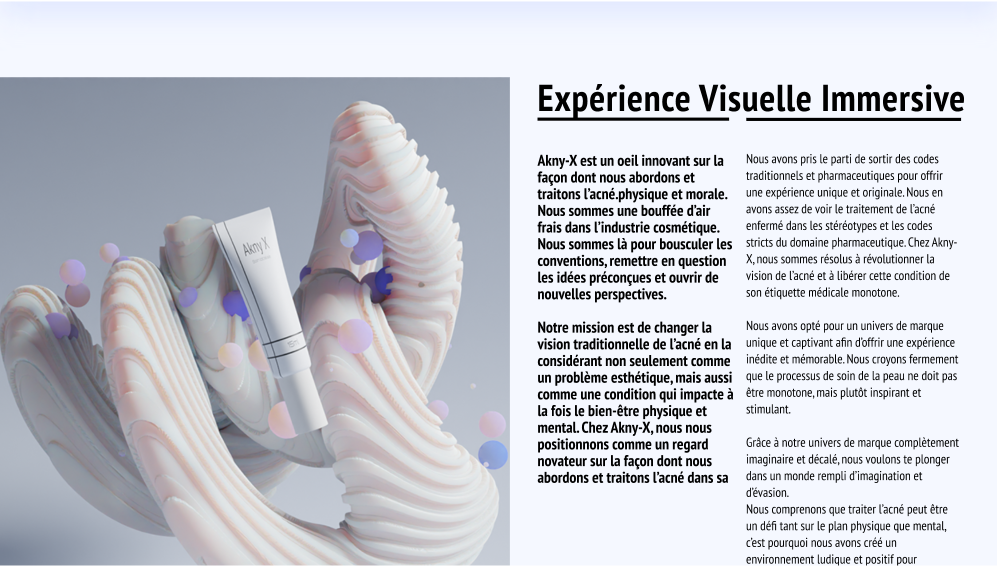 Expérience Visuelle Immersive
Akny-X est un oeil innovant sur la
façon dont nous abordons et
traitons l'acné.physique et morale.
Nous sommes une bouffée d'air
frais dans l'industrie cosmétique.
Nous sommes là pour bousculer les
conventions, remettre en question
les idées préconçues et ouvrir de
nouvelles perspectives.
Notre mission est de changer la
vision traditionnelle de l'acné en la
considérant non seulement comme
un problème esthétique, mais aussi
comme une condition qui impacte à
la fois le bien-être physique et
mental. Chez Akny-X, nous nous
positionnons comme un regard
novateur sur la façon dont nous
abordons et traitons l'acné dans sa
Nous avons pris le parti de sortir des codes
traditionnels et pharmaceutiques pour offrir
une expérience unique et originale. Nous en
avons assez de voir le traitement de l'acné
enfermé dans les stéréotypes et les codes
stricts du domaine pharmaceutique. Chez Akny-
X, nous sommes résolus à révolutionner la
vision de l'acné et à libérer cette condition de
son étiquette médicale monotone.
Nous avons opté pour un univers de marque
unique et captivant afin d'offrir une expérience
inédite et mémorable. Nous croyons fermement
que le processus de soin de la peau ne doit pas
être monotone, mais plutôt inspirant et
stimulant.
Grâce à notre univers de marque complètement
imaginaire et décalé, nous voulons te plonger
dans un monde rempli d'imagination et
d'évasion.
Nous comprenons que traiter l'acné peut être
un défi tant sur le plan physique que mental,
c'est pourquoi nous avons créé un
environnement ludique et positif pour
Akny X